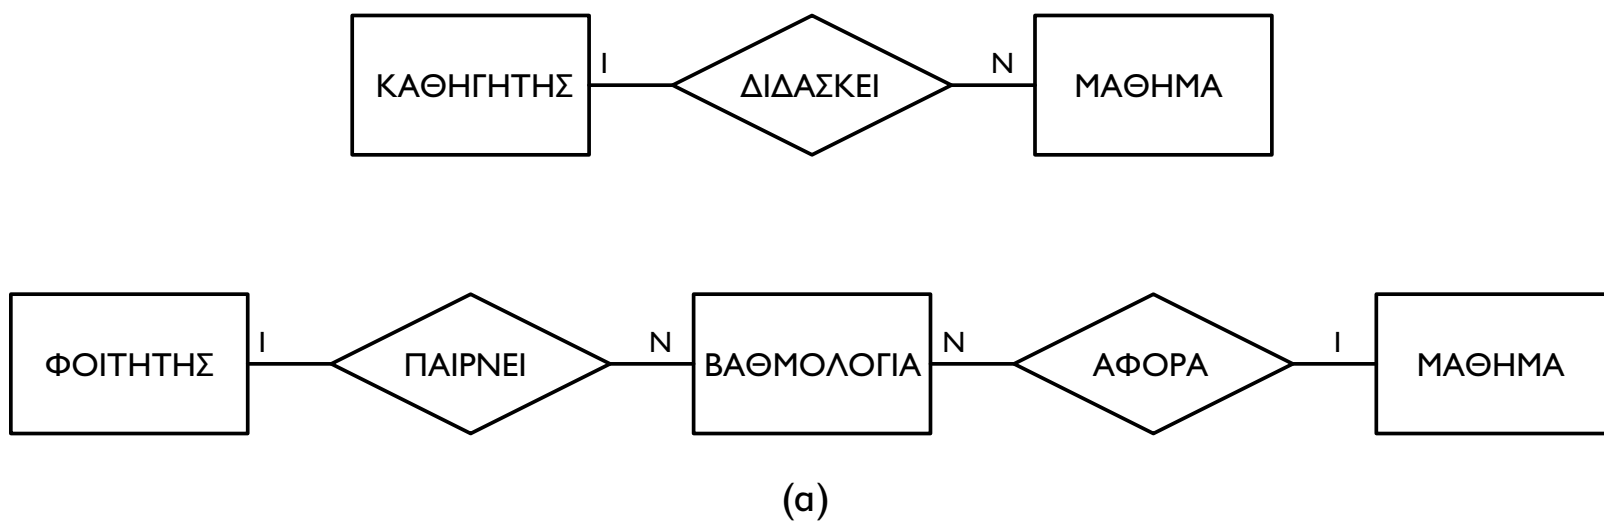 ΚΑΘΗΓΗΤΗΣ 1 ΔΙΔΑΣΚΕΙ Ν ΜΑΘΗΜΑ
ΦΟΙΤΗΤΗΣ 1 ΠΑΙΡΝΕΙ Ν ΒΑΘΜΟΛΟΓΙΑ Ν ΑΦΟΡΑ 1 ΜΑΘΗΜΑ
(α)